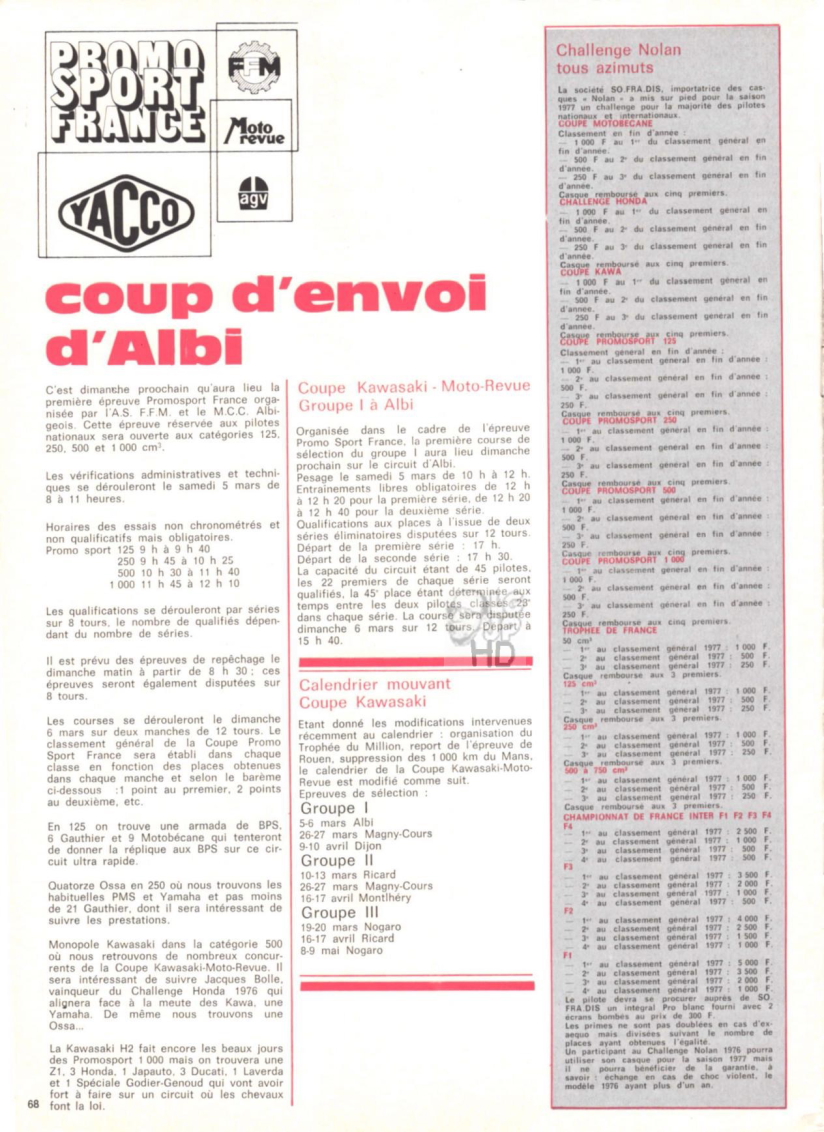 PROMO
SPORT
FRANCE
FFM
Moto
revue
YACCO
agv
coup d'envoi
d'Albi
C'est dimanche proochain qu'aura lieu la
première épreuve Promosport France orga-
nisée par l'A.S. F.F.M. et le M.C.C. Albi-
geois. Cette épreuve réservée aux pilotes
nationaux sera ouverte aux catégories 125,
250, 500 et 1 000 cm³.
Les vérifications administratives et techni-
ques se dérouleront le samedi 5 mars de
8 à 11 heures.
Horaires des essais non chronométrés et
non qualificatifs mais obligatoires.
Promo sport 125 9 h à 9 h 40
250 9 h 45 à 10 h 25
500 10 h 30 à 11 h 40
1 000 11 h 45 à 12 h 10
Les qualifications se dérouleront par séries
sur 8 tours, le nombre de qualifiés dépen-
dant du nombre de séries.
Il est prévu des épreuves de repêchage le
dimanche matin à partir de 8 h 30 ; ces
épreuves seront également disputées sur
8 tours.
Les courses se dérouleront le dimanche
6 mars sur deux manches de 12 tours. Le
classement général de la Coupe Promo
Sport France sera établi dans chaque
classe en fonction des places obtenues
dans chaque manche et selon le barème
ci-dessous :1 point au prremier, 2 points
au deuxième, etc.
En 125 on trouve une armada de BPS,
6 Gauthier et 9 Motobécane qui tenteront
de donner la réplique aux BPS sur ce cir-
cuit ultra rapide.
Quatorze Ossa en 250 où nous trouvons les
habituelles PMS et Yamaha et pas moins
de 21 Gauthier, dont il sera intéressant de
suivre les prestations.
Monopole Kawasaki dans la catégorie 500
où nous retrouvons de nombreux concur-
rents de la Coupe Kawasaki-Moto-Revue. Il
sera intéressant de suivre Jacques Bolle,
vainqueur du Challenge Honda 1976 qui
alignera face à la meute des Kawa, une
Yamaha. De même nous trouvons une
Ossa...
La Kawasaki H2 fait encore les beaux jours
des Promosport 1 000 mais on trouvera une
Z1, 3 Honda, 1 Japauto, 3 Ducati, 1 Laverda
et 1 Spéciale Godier-Genoud qui vont avoir
fort à faire sur un circuit où les chevaux
font la loi.
68
Coupe Kawasaki - Moto-Revue
Groupe I à Albi
Organisée dans le cadre de l'épreuve
Promo Sport France, la première course de
sélection du groupe I aura lieu dimanche
prochain sur le circuit d'Albi.
Pesage le samedi 5 mars de 10 h à 12 h.
Entraînements libres obligatoires de 12 h
à 12 h 20 pour la première série, de 12 h 20
à 12 h 40 pour la deuxième série.
Qualifications aux places à l'issue de deux
séries éliminatoires disputées sur 12 tours.
Départ de la première série : 17 h.
Départ de la seconde série : 17 h 30.
La capacité du circuit étant de 45 pilotes,
les 22 premiers de chaque série seront
qualifiés, la 45e place étant déterminée aux
temps entre les deux pilotes classés 23e
dans chaque série. La course sera disputée
dimanche 6 mars sur 12 tours. Départ à
15 h 40.
HD
Calendrier mouvant
Coupe Kawasaki
Etant donné les modifications intervenues
récemment au calendrier : organisation du
Trophée du Million, report de l'épreuve de
Rouen, suppression des 1 000 km du Mans,
le calendrier de la Coupe Kawasaki-Moto-
Revue est modifié comme suit.
Epreuves de sélection :
Groupe I
5-6 mars Albi
26-27 mars Magny-Cours
9-10 avril Dijon
Groupe II
10-13 mars Ricard
26-27 mars Magny-Cours
16-17 avril Montlhéry
Groupe III
19-20 mars Nogaro
16-17 avril Ricard
8-9 mai Nogaro
Challenge Nolan
tous azimuts
La société SO.FRA.DIS, importatrice des cas-
ques « Nolan » a mis sur pied pour la saison
1977 un challenge pour la majorité des pilotes
nationaux et internationaux.
COUPE MOTOBECANE
Classement en fin d'année :
— 1 000 F au 1er du classement général en
fin d'année.
— 500 F au 2e du classement général en fin
d'année.
— 250 F au 3e du classement général en fin
d'année.
Casque remboursé aux cinq premiers.
CHALLENGE HONDA
— 1 000 F au 1er du classement général en
fin d'année.
— 500 F au 2e du classement général en fin
d'année.
— 250 F au 3e du classement général en fin
d'année.
Casque remboursé aux cinq premiers.
COUPE KAWA
— 1 000 F au 1er du classement général en
fin d'année.
— 500 F au 2e du classement général en fin
d'année.
— 250 F au 3e du classement général en fin
d'année.
Casque remboursé aux cinq premiers.
COUPE PROMOSPORT 125
Classement général en fin d'année :
— 1er au classement général en fin d'année :
1 000 F.
— 2e au classement général en fin d'année :
500 F.
— 3e au classement général en fin d'année :
250 F.
Casque remboursé aux cinq premiers.
COUPE PROMOSPORT 250
— 1er au classement général en fin d'année :
1 000 F.
— 2e au classement général en fin d'année :
500 F.
— 3e au classement général en fin d'année :
250 F.
Casque remboursé aux cinq premiers.
COUPE PROMOSPORT 500
— 1er au classement général en fin d'année :
1 000 F.
— 2e au classement général en fin d'année :
500 F.
— 3e au classement général en fin d'année :
250 F.
Casque remboursé aux cinq premiers.
COUPE PROMOSPORT 1 000
— 1er au classement général en fin d'année :
1 000 F.
— 2e au classement général en fin d'année :
500 F.
— 3e au classement général en fin d'année :
250 F.
Casque remboursé aux cinq premiers.
TROPHEE DE FRANCE
50 cm³
— 1er au classement général 1977 : 1 000 F.
— 2e au classement général 1977 : 500 F.
— 3e au classement général 1977 : 250 F.
Casque remboursé aux 3 premiers.
125 cm³
— 1er au classement général 1977 : 1 000 F.
— 2e au classement général 1977 : 500 F.
— 3e au classement général 1977 : 250 F.
Casque remboursé aux 3 premiers.
250 cm³
— 1er au classement général 1977 : 1 000 F.
— 2e au classement général 1977 : 500 F.
— 3e au classement général 1977 : 250 F.
Casque remboursé aux 3 premiers.
500 à 750 cm³
— 1er au classement général 1977 : 1 000 F.
— 2e au classement général 1977 : 500 F.
— 3e au classement général 1977 : 250 F.
Casque remboursé aux 3 premiers.
CHAMPIONNAT DE FRANCE INTER F1 F2 F3 F4
F4
— 1er au classement général 1977 : 2 500 F.
— 2e au classement général 1977 : 1 000 F.
— 3e au classement général 1977 : 500 F.
— 4e au classement général 1977 : 500 F.
F3
— 1er au classement général 1977 : 3 500 F.
— 2e au classement général 1977 : 2 000 F.
— 3e au classement général 1977 : 1 000 F.
— 4e au classement général 1977 : 500 F.
F2
— 1er au classement général 1977 : 4 000 F.
— 2e au classement général 1977 : 2 500 F.
— 3e au classement général 1977 : 1 500 F.
— 4e au classement général 1977 : 1 000 F.
F1
— 1er au classement général 1977 : 5 000 F.
— 2e au classement général 1977 : 3 500 F.
— 3e au classement général 1977 : 2 000 F.
— 4e au classement général 1977 : 1 000 F.
Le pilote devra se procurer auprès de SO.
FRA.DIS un intégral Pro blanc fourni avec 2
écrans bombés au prix de 300 F.
Les primes ne sont pas doublées en cas d'ex-
aequo mais divisées suivant le nombre de
places ayant obtenues l'égalité.
Un participant au Challenge Nolan 1976 pourra
utiliser son casque pour la saison 1977 mais
il ne pourra bénéficier de la garantie, à
savoir : échange en cas de choc violent, le
modèle 1976 ayant plus d'un an.